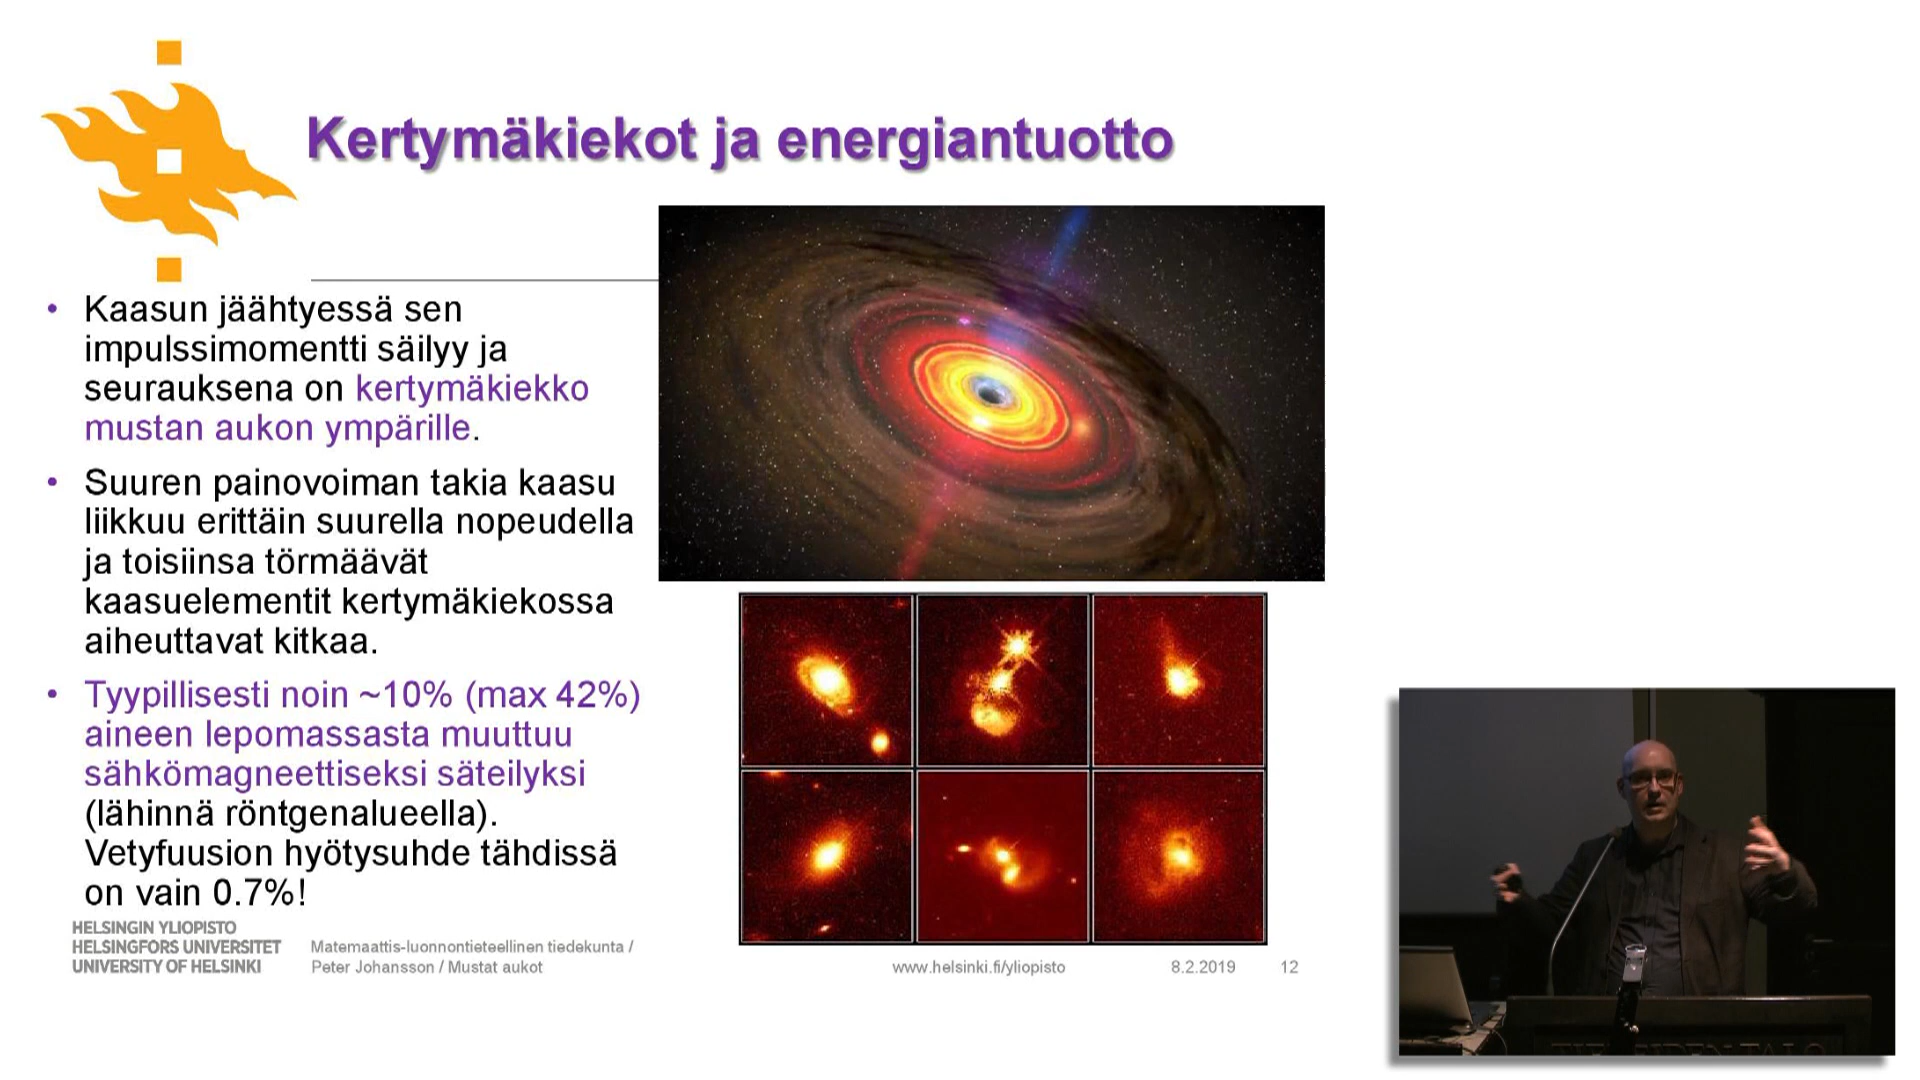 Kertymäkiekot ja energiantuotto
• Kaasun jäähtyessä sen
impulssimomentti säilyy ja
seurauksena on kertymäkiekko
mustan aukon ympärille.
• Suuren painovoiman takia kaasu
liikkuu erittäin suurella nopeudella
ja toisiinsa törmäävät
kaasuelementit kertymäkiekossa
aiheuttavat kitkaa.
• Tyypillisesti noin ~10% (max 42%)
aineen lepomassasta muuttuu
sähkömagneettiseksi säteilyksi
(lähinnä röntgenalueella).
Vetyfuusion hyötysuhde tähdissä
on vain 0.7%!
HELSINGIN YLIOPISTO
HELSINGFORS UNIVERSITET
UNIVERSITY OF HELSINKI
Matemaattis-luonnontieteellinen tiedekunta /
Peter Johansson / Mustat aukot
www.helsinki.fi/yliopisto
8.2.2019
12